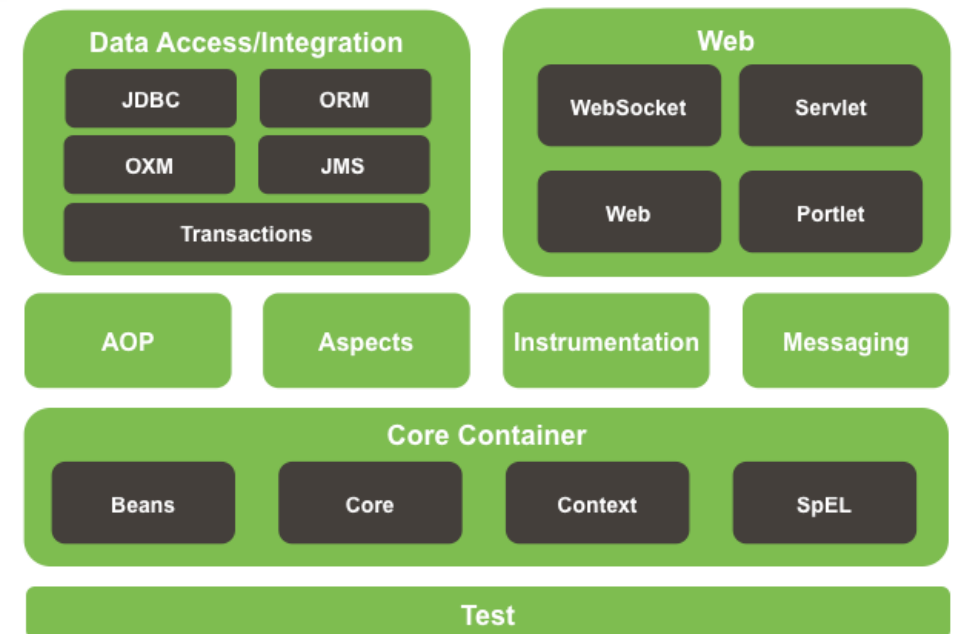 Data Access/Integration
JDBC
ORM
OXM
JMS
Transactions
Web
WebSocket
Servlet
Web
Portlet
AOP
Aspects
Instrumentation
Messaging
Core Container
Beans
Core
Context
SpEL
Test